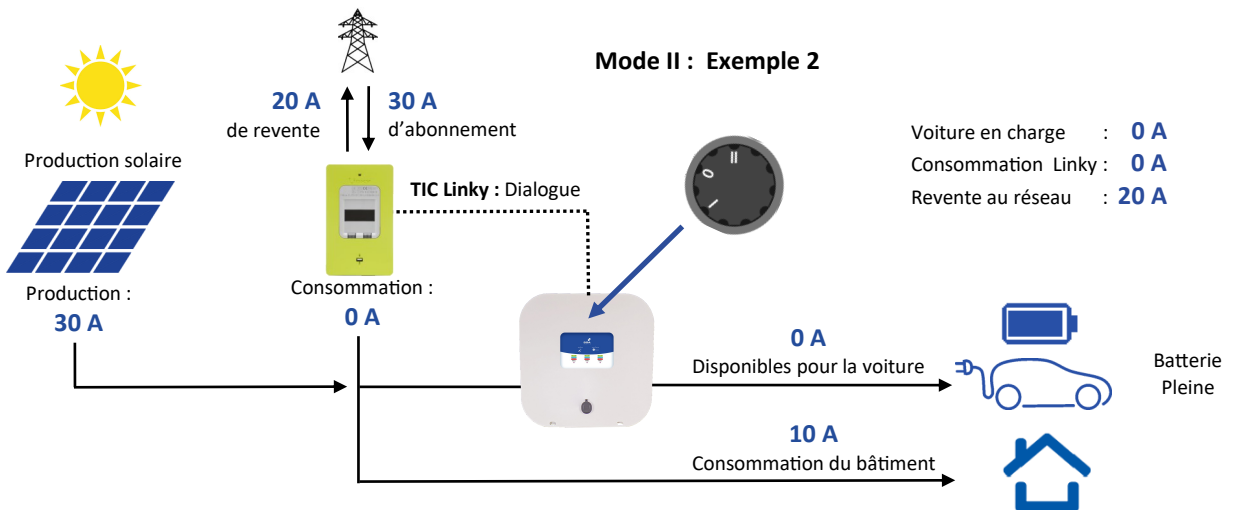 Mode II : Exemple 2
20 A
de revente
30 A
d'abonnement
Production solaire
TIC Linky : Dialogue
I
0
II
Voiture en charge : 0 A
Consommation Linky : 0 A
Revente au réseau : 20 A
Production :
30 A
Consommation :
0 A
0 A
Disponibles pour la voiture
Batterie
Pleine
10 A
Consommation du bâtiment